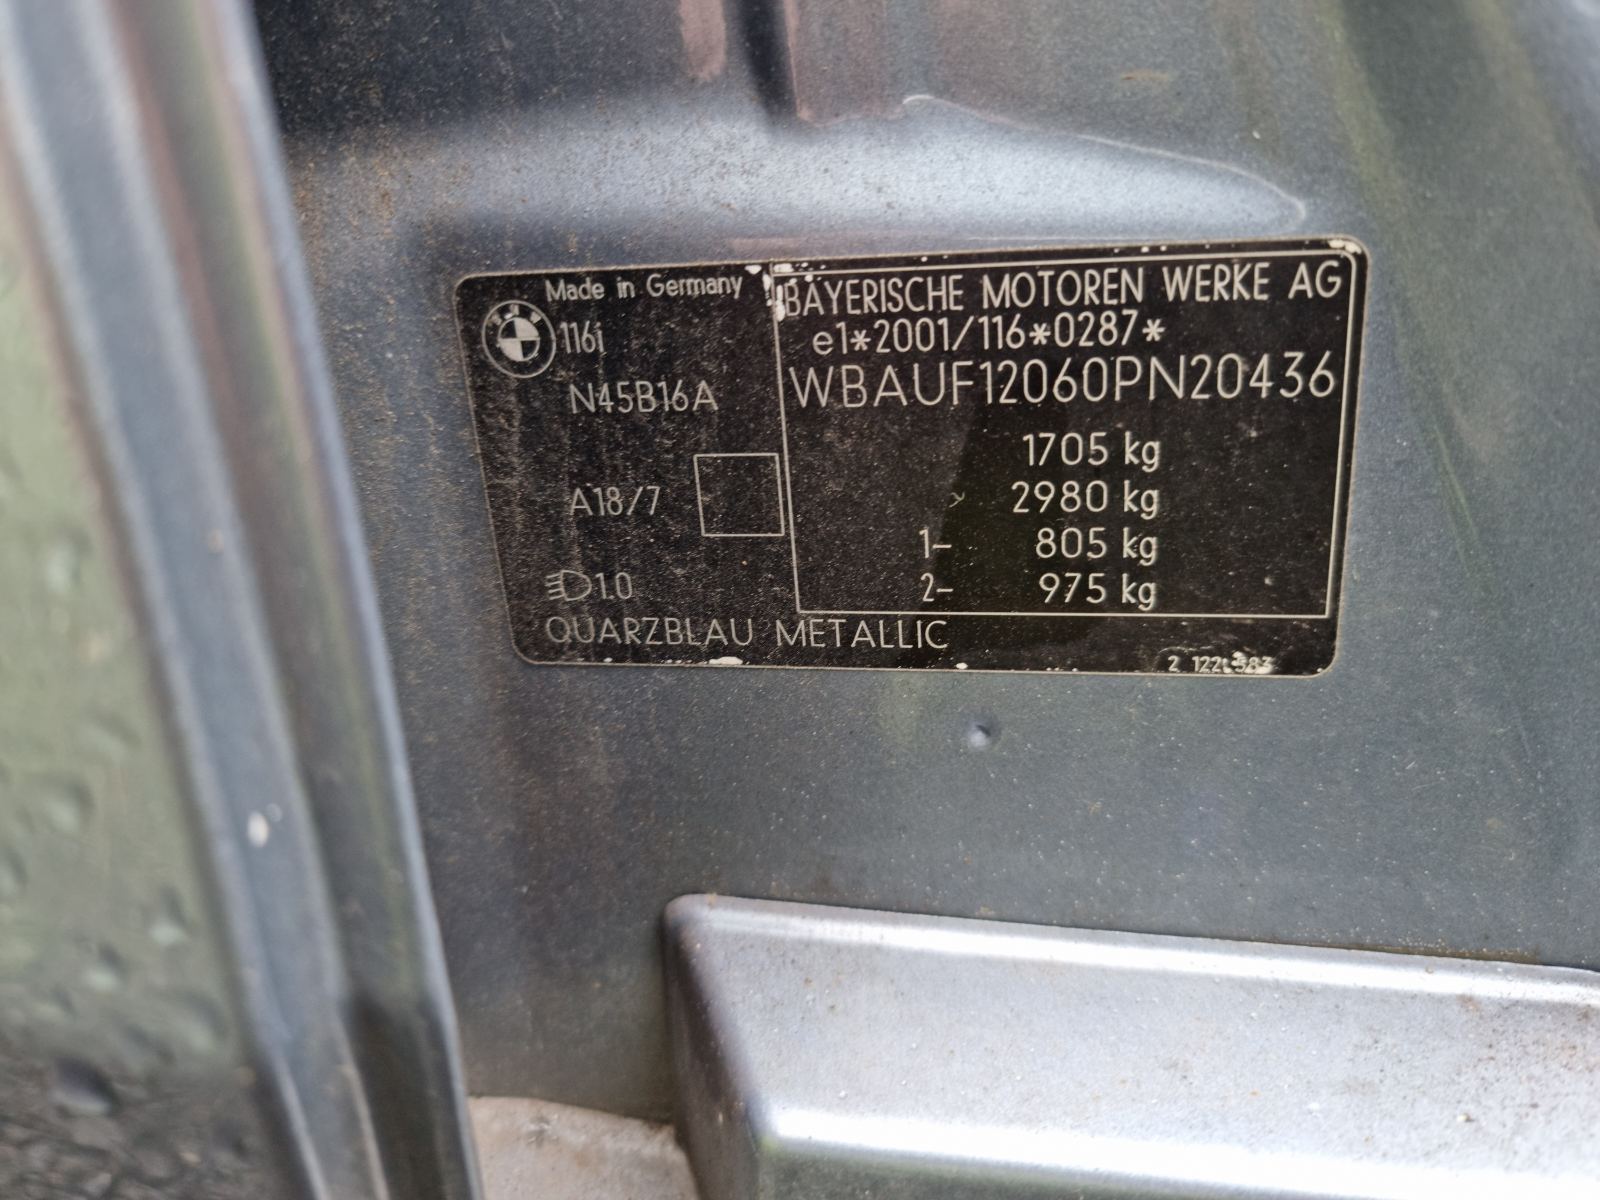 Made in Germany
116i
N45B16A
A18/7
1.0
QUARZBLAU METALLIC
BAYERISCHE MOTOREN WERKE AG
e1*2001/116*0287*
WBAUF12060PN20436
1705 kg
2980 kg
1- 805 kg
2- 975 kg
2